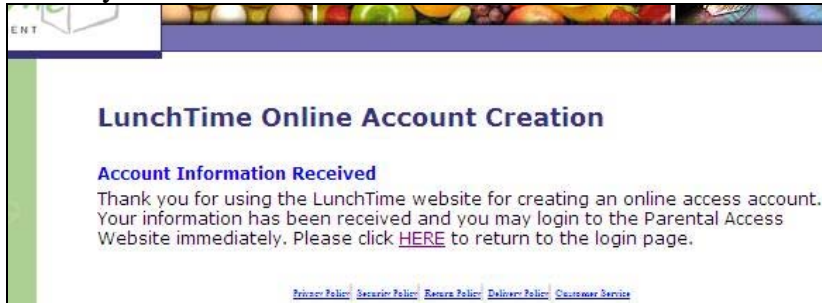 ENT
LunchTime Online Account Creation
Account Information Received
Thank you for using the LunchTime website for creating an online access account.
Your information has been received and you may login to the Parental Access
Website immediately. Please click HERE to return to the login page.
Privacy Policy Security Policy Return Policy Delivery Policy Customer Service